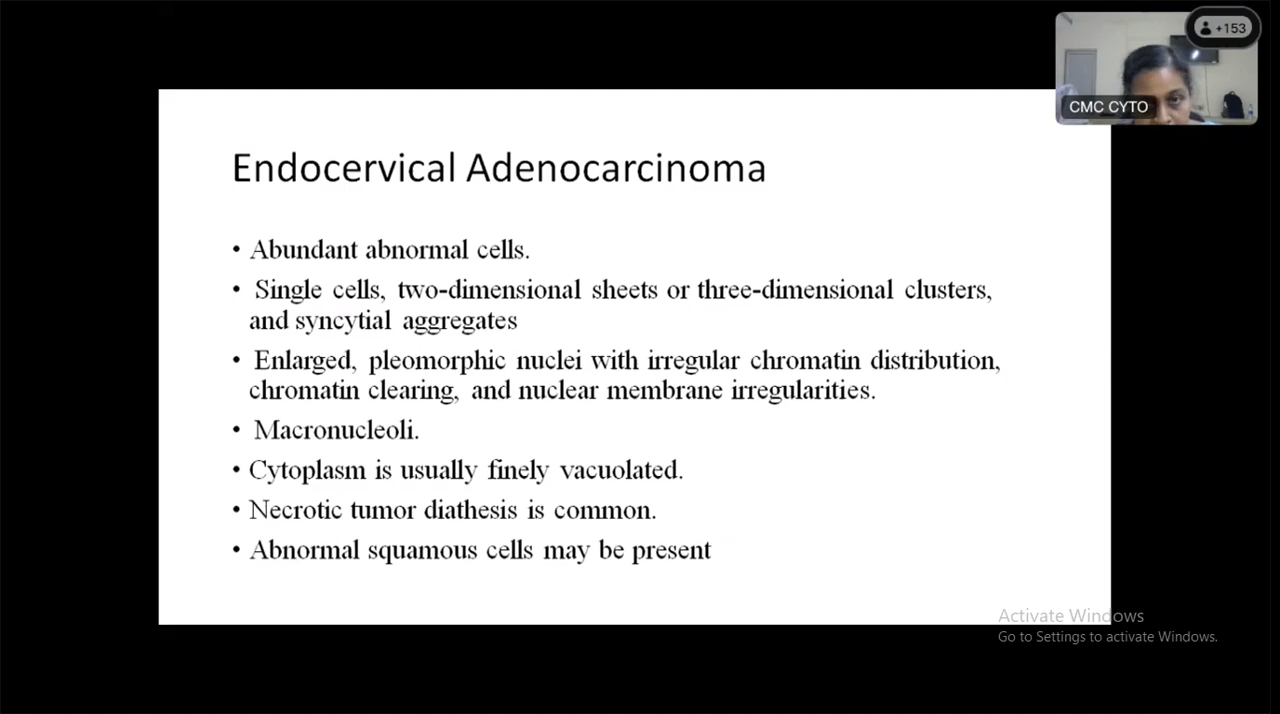 +153
CMC CYTO
Endocervical Adenocarcinoma
• Abundant abnormal cells.
• Single cells, two-dimensional sheets or three-dimensional clusters,
and syncytial aggregates
• Enlarged, pleomorphic nuclei with irregular chromatin distribution,
chromatin clearing, and nuclear membrane irregularities.
• Macronucleoli.
• Cytoplasm is usually finely vacuolated.
• Necrotic tumor diathesis is common.
• Abnormal squamous cells may be present
Activate Windows
Go to Settings to activate Windows.